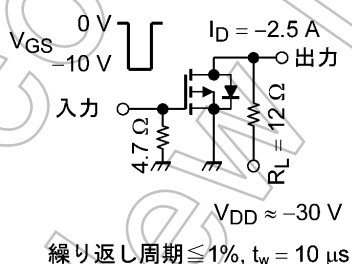 0 V
VGS
−10 V
ID = −2.5 A
出力
入力
4.7 Ω
RL = 12 Ω
VDD ≈ −30 V
繰り返し周期≦1%, tw = 10 μs